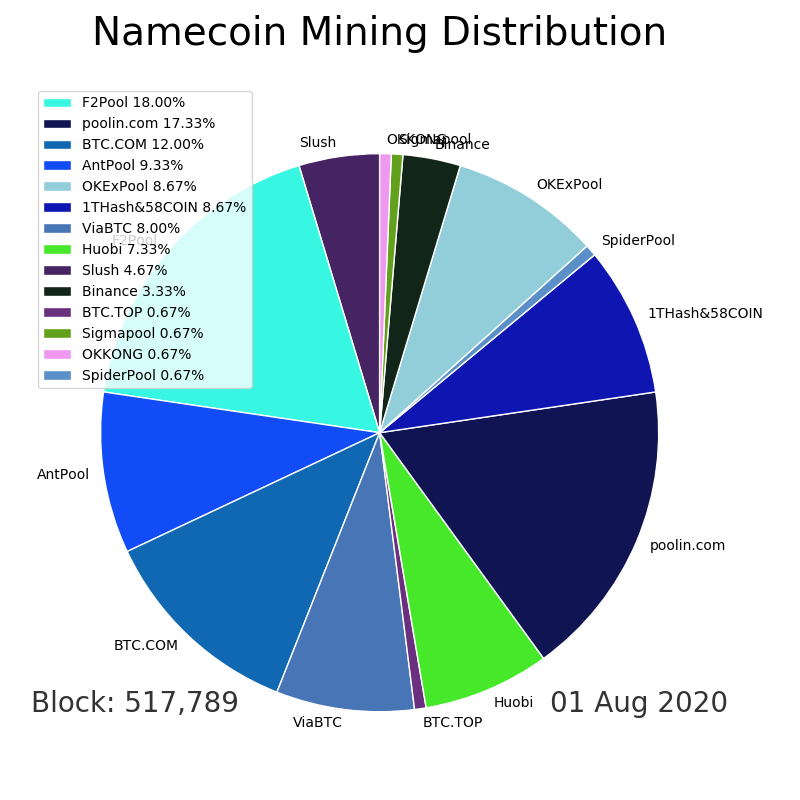 Namecoin Mining Distribution
F2Pool 18.00%
poolin.com 17.33%
BTC.COM 12.00%
AntPool 9.33%
OKExPool 8.67%
1THash&58COIN 8.67%
ViaBTC 8.00%
Huobi 7.33%
Slush 4.67%
Binance 3.33%
BTC.TOP 0.67%
Sigmapool 0.67%
OKKONG 0.67%
SpiderPool 0.67%
Slush
OKKONG
Sigmapool
Binance
OKExPool
SpiderPool
F2Pool
1THash&58COIN
AntPool
poolin.com
BTC.COM
ViaBTC
BTC.TOP
Huobi
Block: 517,789
01 Aug 2020